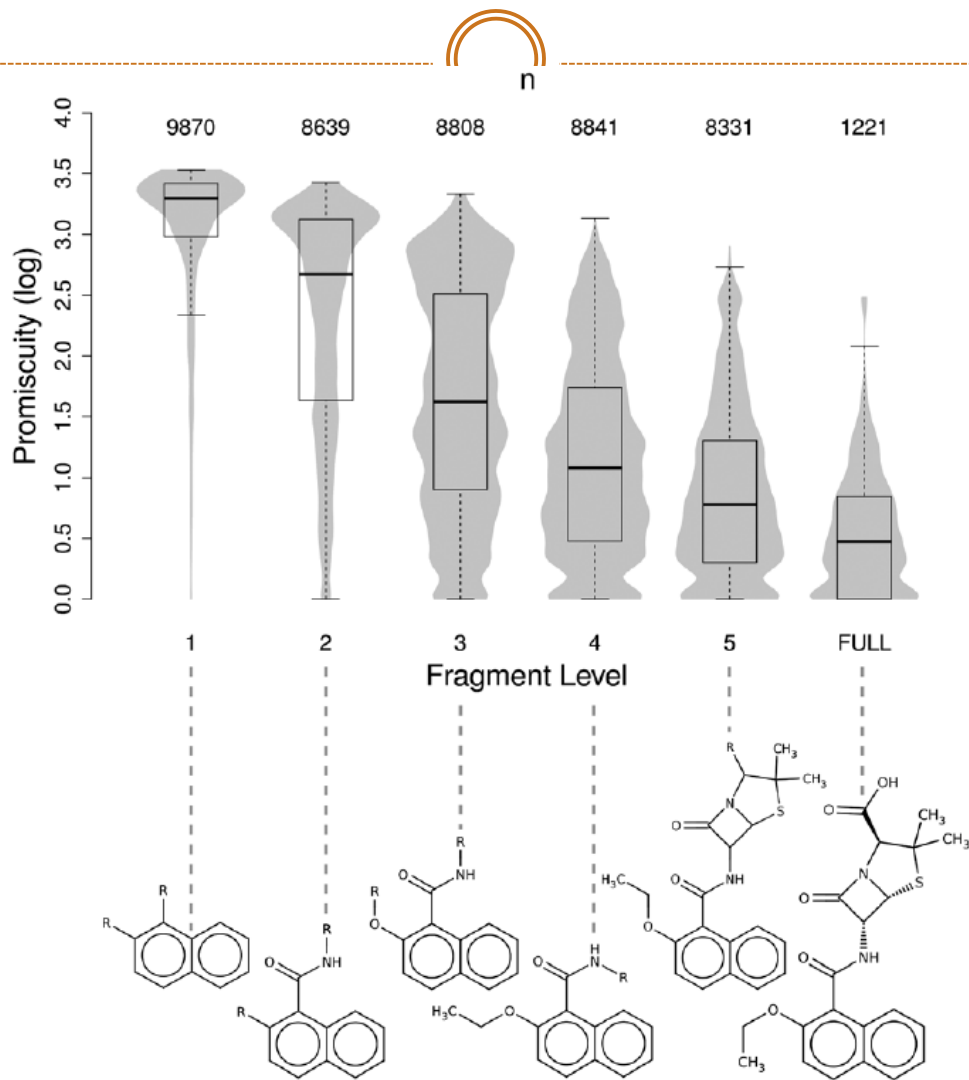 n
9870 8639 8808 8841 8331 1221
4.0
3.5
3.0
2.5
2.0
1.5
1.0
0.5
0.0
Promiscuity (log)
1 2 3 4 5 FULL
Fragment Level
R
R
R
NH
O
R
R
NH
O
R
O
H
N
R
O
H₃C
O
R
CH₃
CH₃
N
S
O
NH
O
H₃C
O
OH
O
CH₃
CH₃
N
S
O
NH
O
O
CH₃